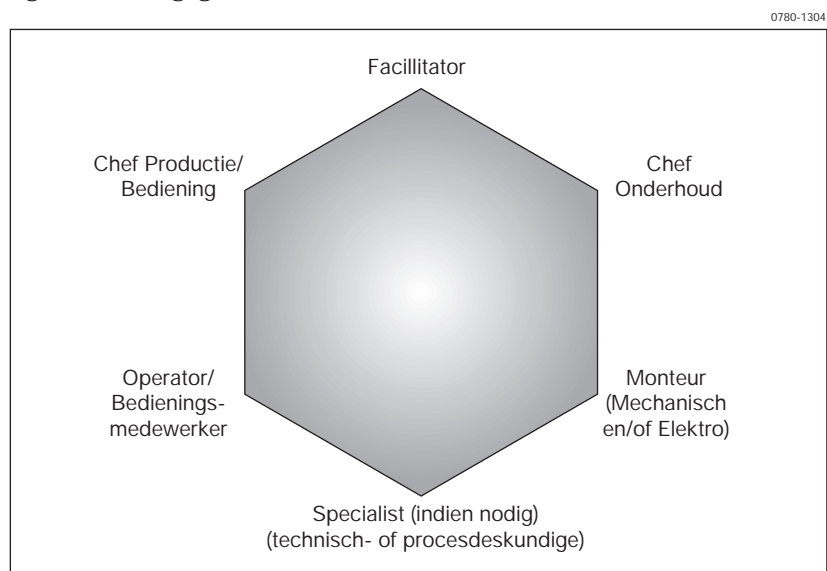 0780-1304
Facillitator
Chef Productie/
Bediening
Chef
Onderhoud
Operator/
Bedienings-
medewerker
Monteur
(Mechanisch
en/of Elektro)
Specialist (indien nodig)
(technisch- of procesdeskundige)